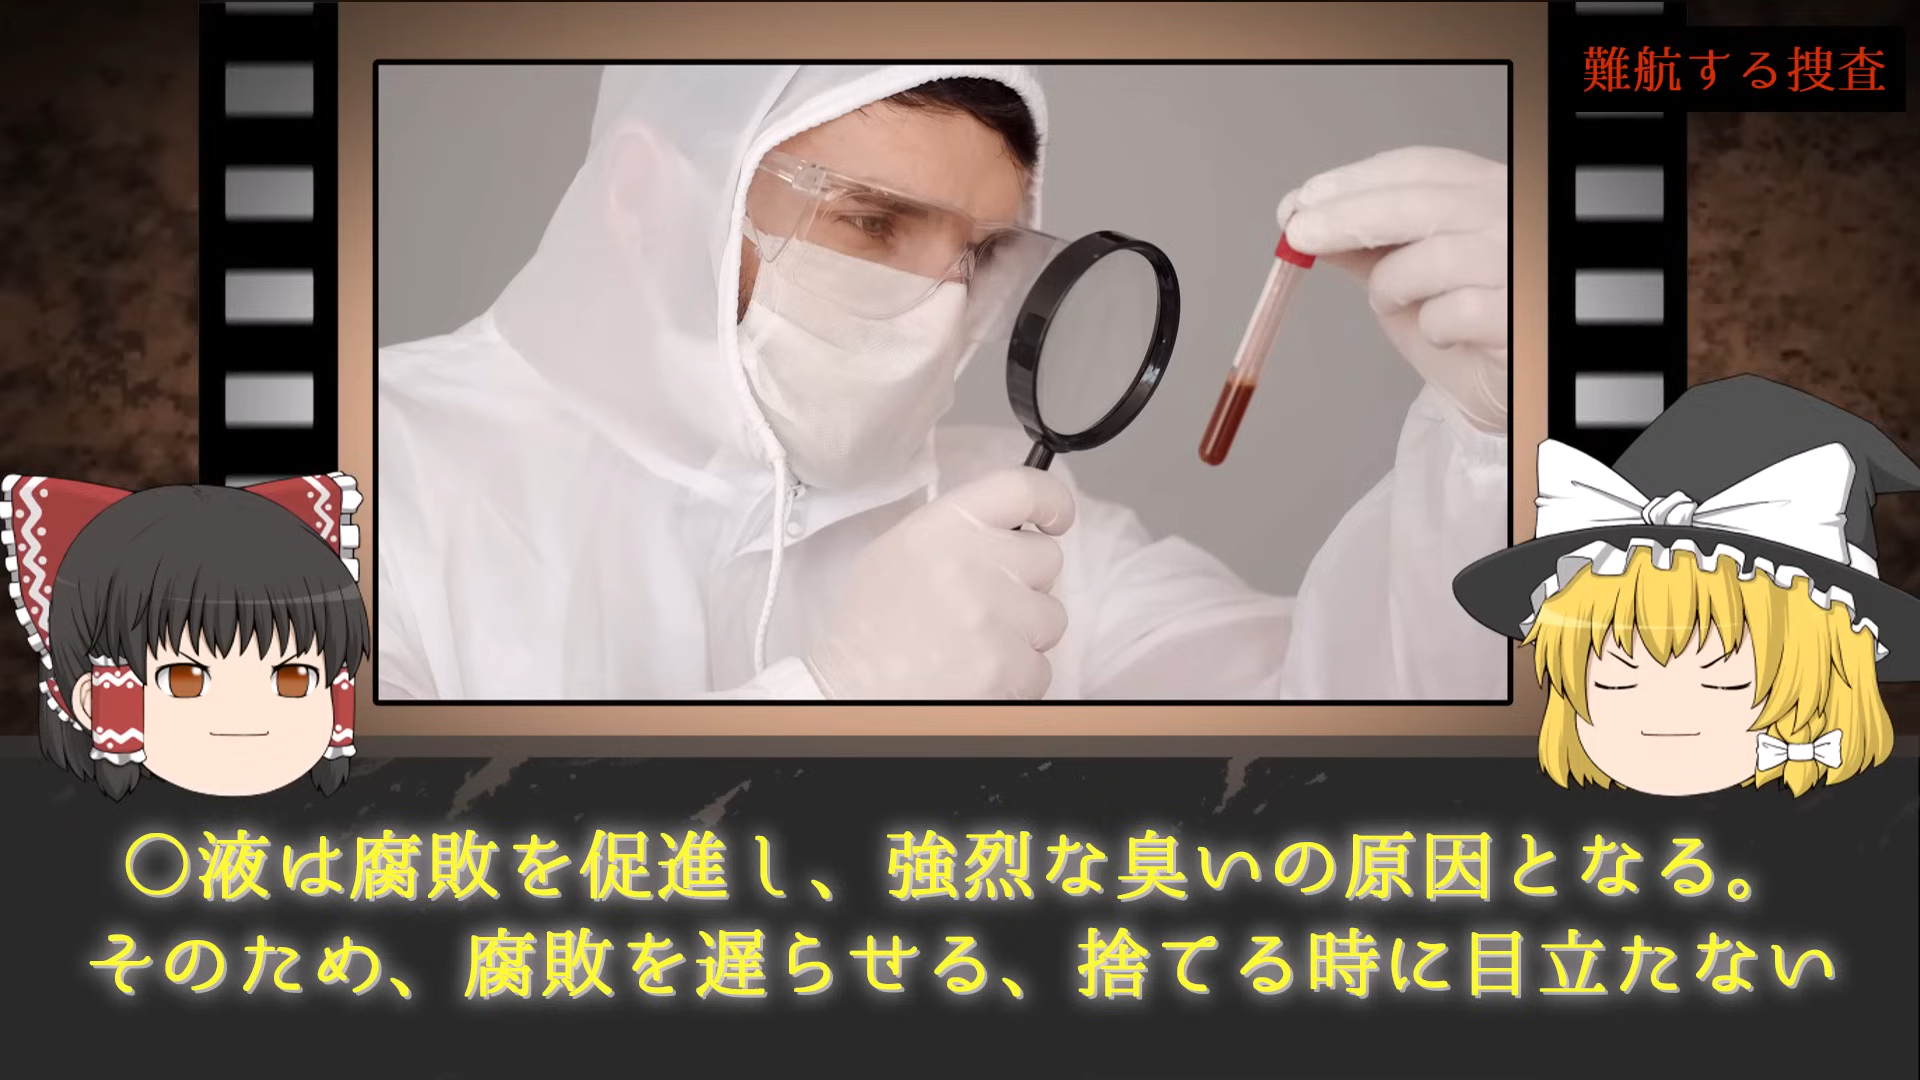 難航する捜査
〇液は腐敗を促進し、強烈な臭いの原因となる。
そのため、腐敗を遅らせる、捨てる時に目立たない